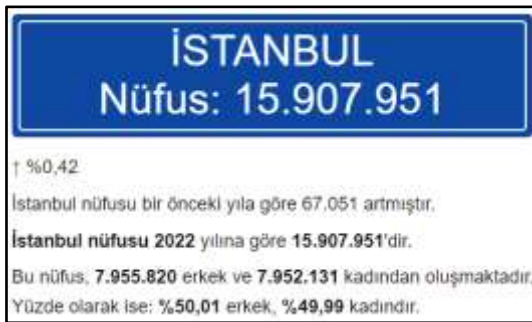 İSTANBUL
Nüfus: 15.907.951
↑ %0,42
İstanbul nüfusu bir önceki yıla göre 67.051 artmıştır.
İstanbul nüfusu 2022 yılına göre 15.907.951'dir.
Bu nüfus, 7.955.820 erkek ve 7.952.131 kadından oluşmaktadır.
Yüzde olarak ise: %50,01 erkek, %49,99 kadındır.